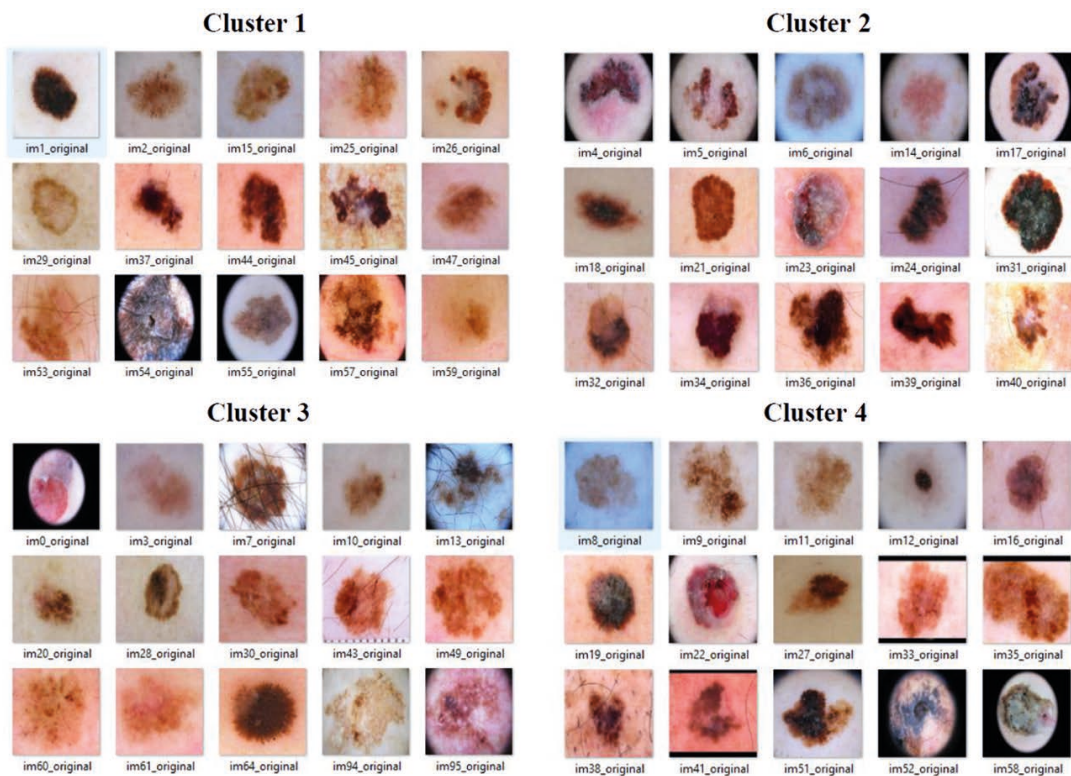 Cluster 1
im1_original im2_original im15_original im25_original im26_original
im29_original im37_original im44_original im45_original im47_original
im53_original im54_original im55_original im57_original im59_original
Cluster 2
im4_original im5_original im6_original im14_original im17_original
im18_original im21_original im23_original im24_original im31_original
im32_original im34_original im36_original im39_original im40_original
Cluster 3
im0_original im3_original im7_original im10_original im13_original
im20_original im28_original im30_original im43_original im49_original
im60_original im61_original im64_original im94_original im95_original
Cluster 4
im8_original im9_original im11_original im12_original im16_original
im19_original im22_original im27_original im33_original im35_original
im38_original im41_original im51_original im52_original im58_original